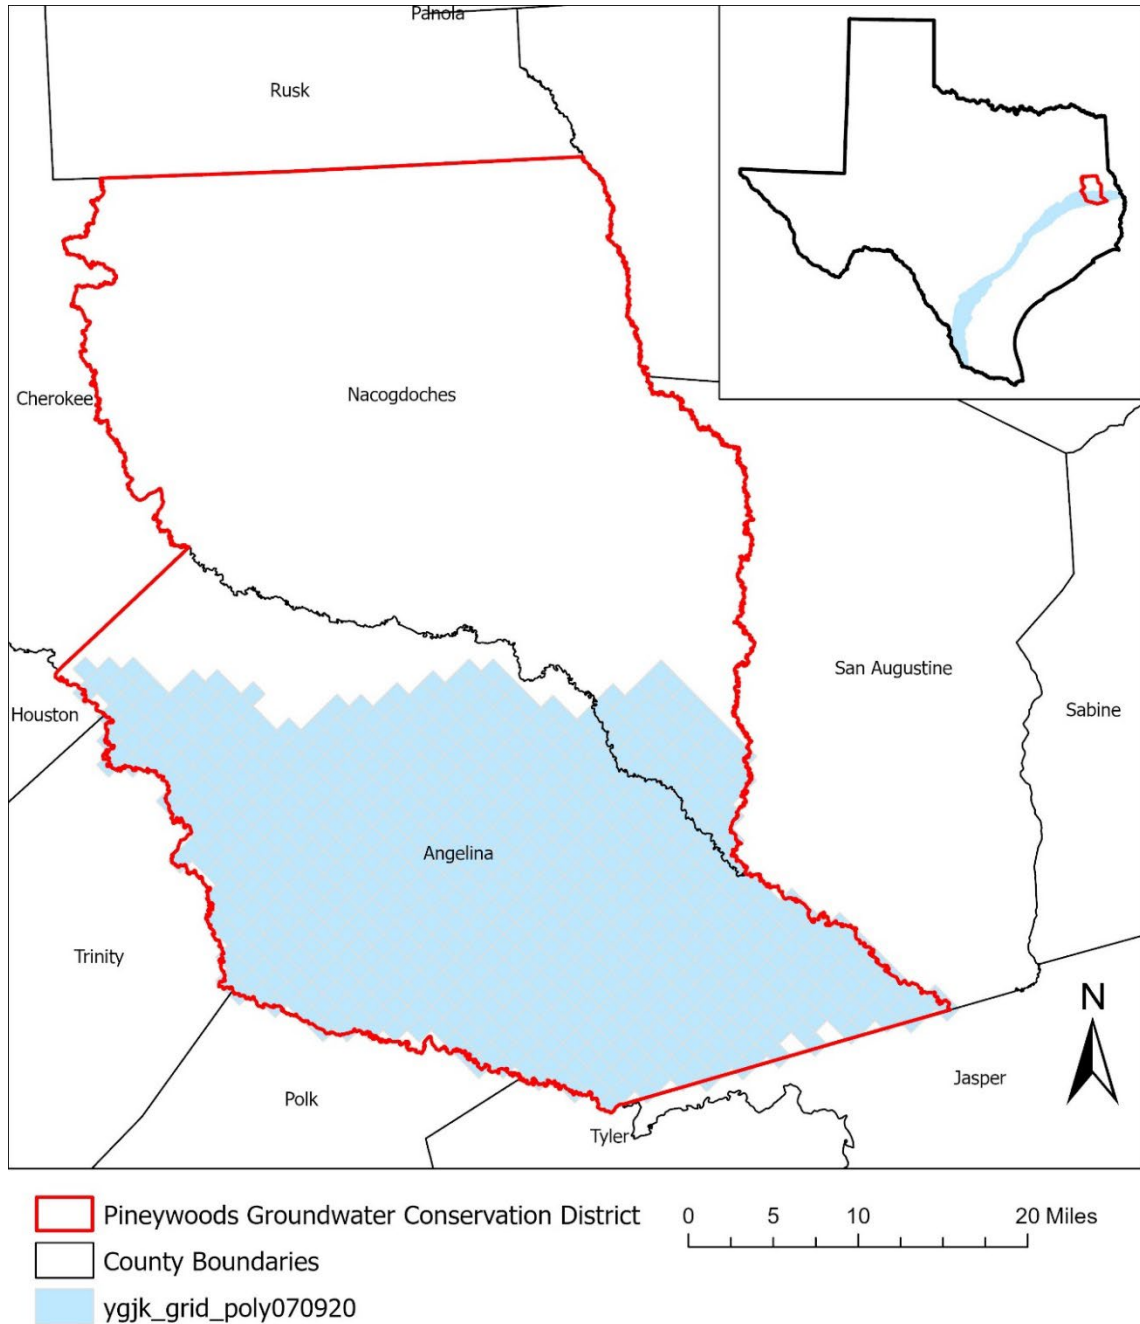 Panola
Rusk
Cherokee
Nacogdoches
San Augustine
Houston
Sabine
Angelina
Trinity
N
Jasper
Polk
Tyler
Pineywoods Groundwater Conservation District
0 5 10 20 Miles
County Boundaries
ygjk_grid_poly070920